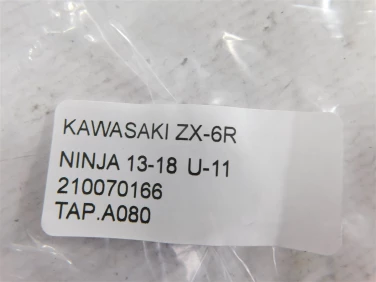 KAWASAKI ZX-6R
NINJA 13-18 U-11
210070166
TAP.A080